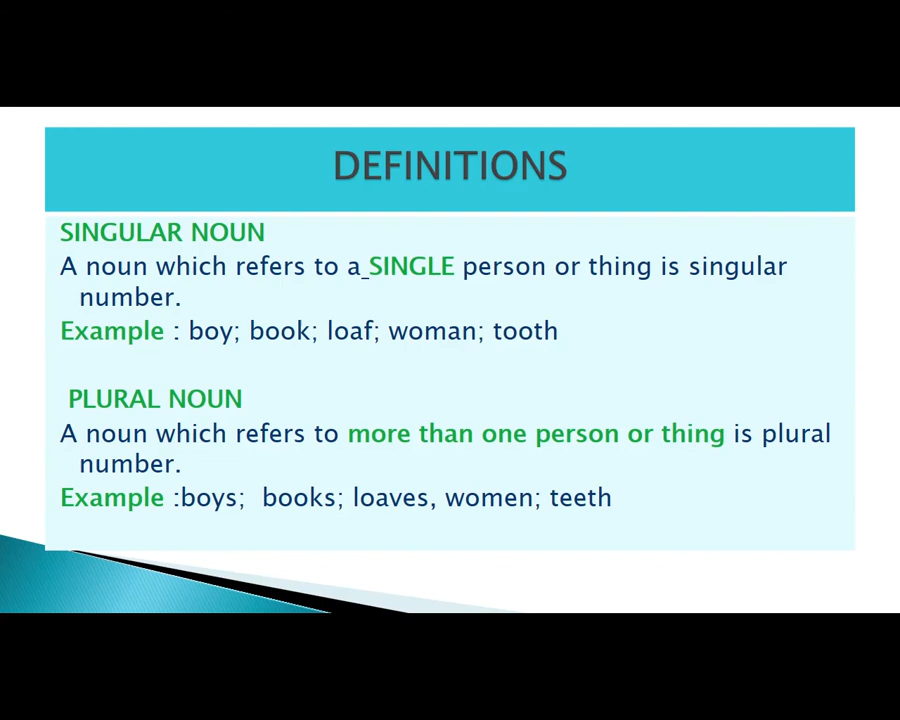 DEFINITIONS
SINGULAR NOUN
A noun which refers to a SINGLE person or thing is singular
number.
Example : boy; book; loaf; woman; tooth
PLURAL NOUN
A noun which refers to more than one person or thing is plural
number.
Example :boys;  books; loaves, women; teeth